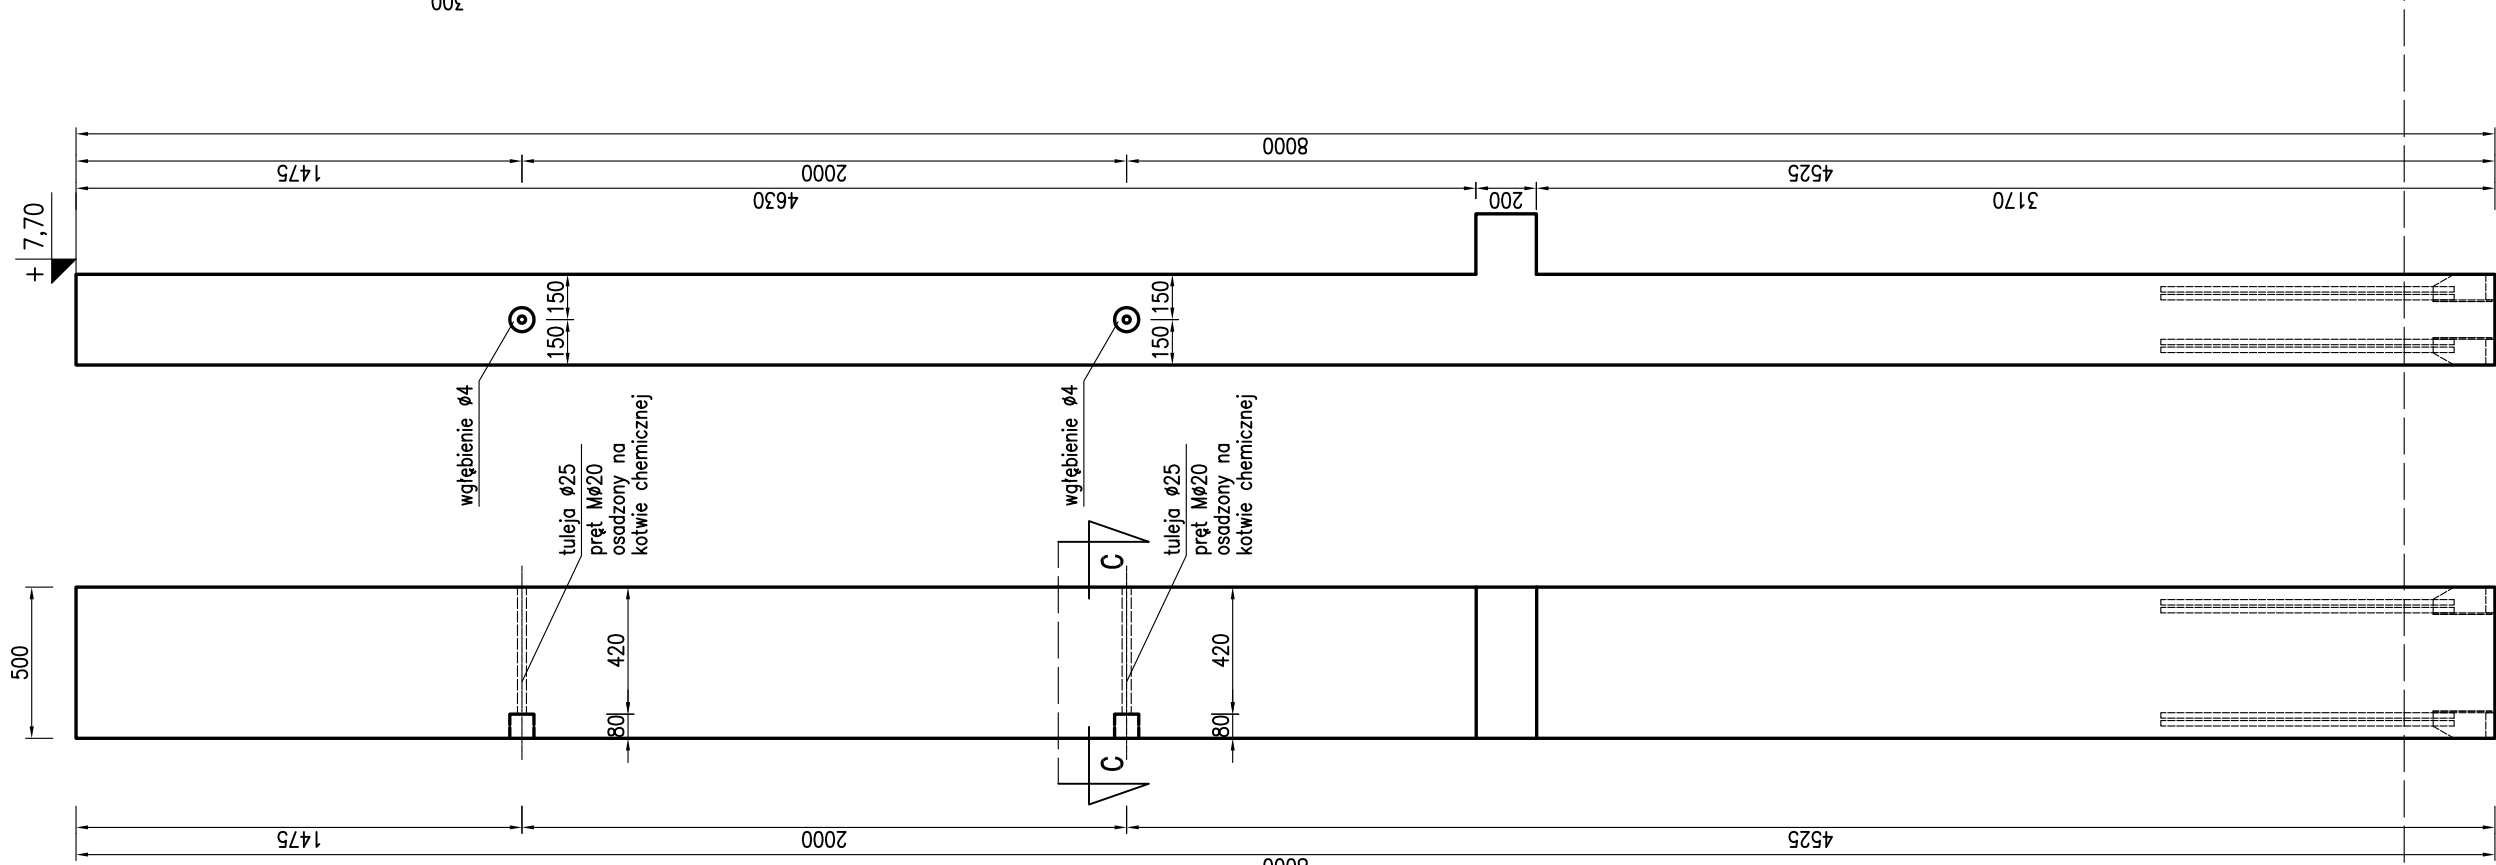 300
8000
1475
2000
4525
4630
200
3170
+ 7,70
150
150
150
150
wgłębienie ø4
wgłębienie ø4
tuleja ø25
pręt Mø20
osadzony na
kotwie chemicznej
tuleja ø25
pręt Mø20
osadzony na
kotwie chemicznej
C
C
500
420
80
420
80
1475
2000
4525
8000